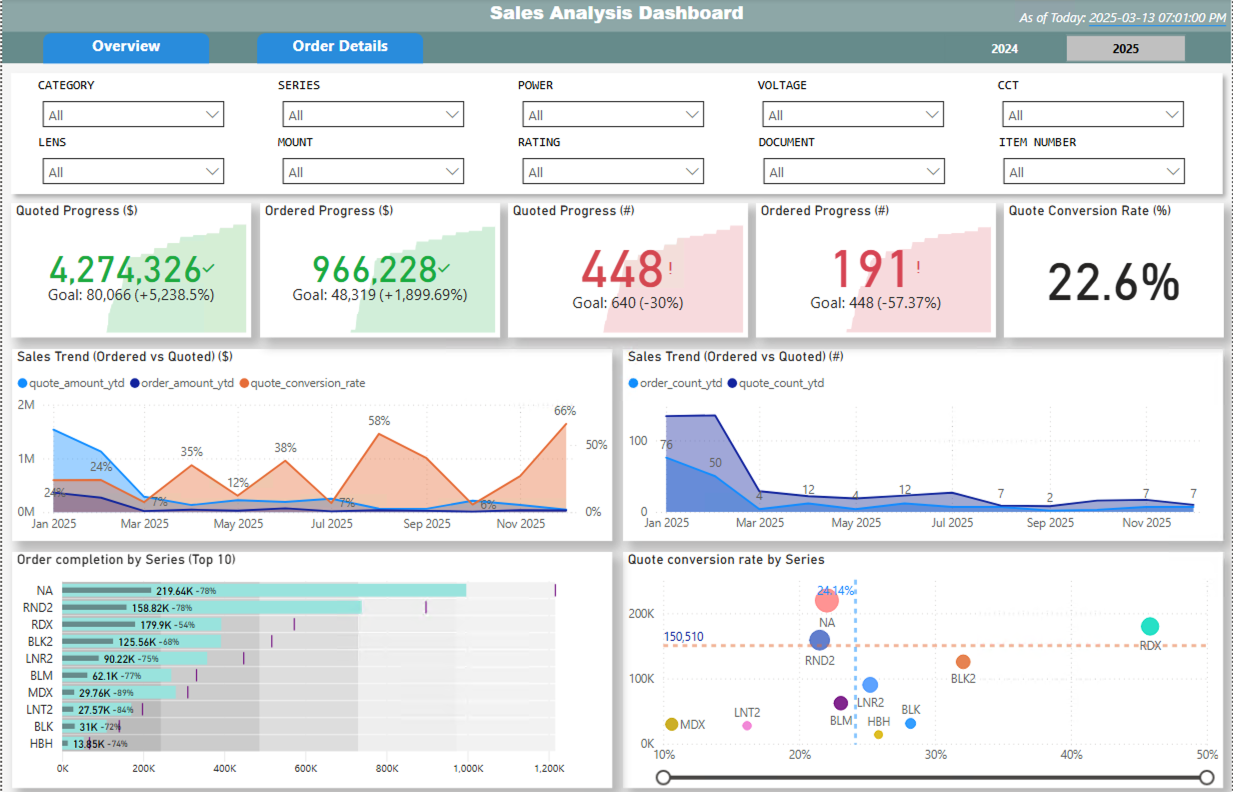 Sales Analysis Dashboard
As of Today: 2025-03-13 07:01:00 PM
Overview
Order Details
2024
2025
CATEGORY
SERIES
POWER
VOLTAGE
CCT
All
All
All
All
All
LENS
MOUNT
RATING
DOCUMENT
ITEM NUMBER
All
All
All
All
All
Quoted Progress ($)
4,274,326
Goal: 80,066 (+5,238.5%)
Ordered Progress ($)
966,228
Goal: 48,319 (+1,899.69%)
Quoted Progress (#)
448!
Goal: 640 (-30%)
Ordered Progress (#)
191!
Goal: 448 (-57.37%)
Quote Conversion Rate (%)
22.6%
Sales Trend (Ordered vs Quoted) ($)
quote_amount_ytd order_amount_ytd quote_conversion_rate
2M
1M
0M
24%
24%
7%
35%
12%
38%
7%
58%
6%
66%
50%
0%
Jan 2025 Mar 2025 May 2025 Jul 2025 Sep 2025 Nov 2025
Sales Trend (Ordered vs Quoted) (#)
order_count_ytd quote_count_ytd
100
0
76
50
4
12
4
12
7
2
7
7
Jan 2025 Mar 2025 May 2025 Jul 2025 Sep 2025 Nov 2025
Order completion by Series (Top 10)
NA 219.64K -78%
RND2 158.82K -78%
RDX 179.9K -54%
BLK2 125.56K -68%
LNR2 90.22K -75%
BLM 62.1K -77%
MDX 29.76K -89%
LNT2 27.57K -84%
BLK 31K -72%
HBH 13.85K -74%
0K 200K 400K 600K 800K 1,000K 1,200K
Quote conversion rate by Series
24.14%
200K
NA
150,510
RDX
RND2
BLK2
100K
LNR2
BLK
LNT2
BLM
HBH
MDX
0K
10% 20% 30% 40% 50%